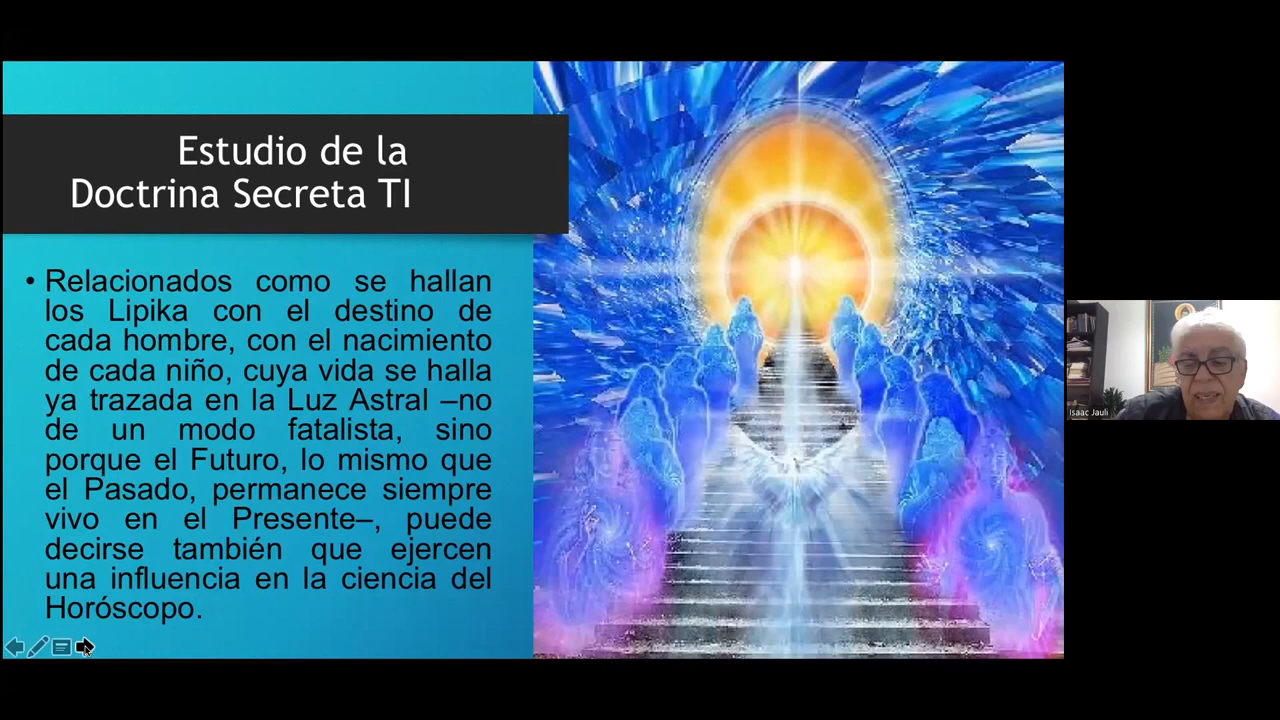 Estudio de la
Doctrina Secreta TI
• Relacionados como se hallan
los Lipika con el destino de
cada hombre, con el nacimiento
de cada niño, cuya vida se halla
ya trazada en la Luz Astral –no
de un modo fatalista, sino
porque el Futuro, lo mismo que
el Pasado, permanece siempre
vivo en el Presente–, puede
decirse también que ejercen
una influencia en la ciencia del
Horóscopo.
Isaac Jauli